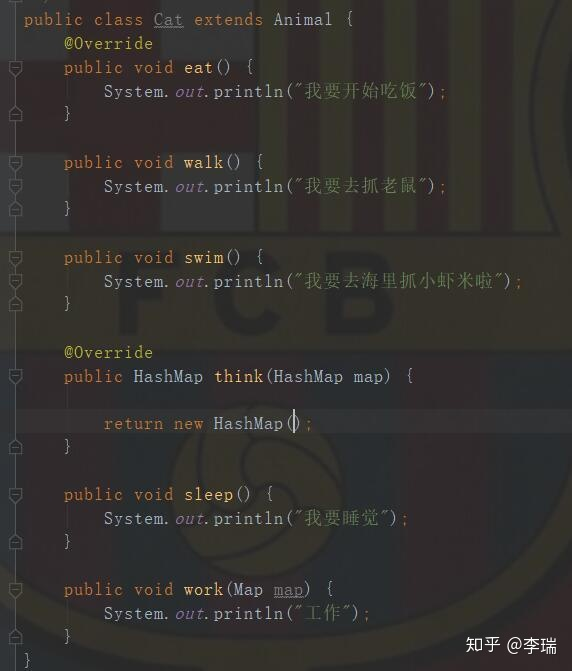 public class Cat extends Animal {
@Override
public void eat() {
System.out.println("我要开始吃饭");
}
public void walk() {
System.out.println("我要去抓老鼠");
}
public void swim() {
System.out.println("我要去海里抓小虾米啦");
}
FCB
@Override
public HashMap think(HashMap map) {
return new HashMap();
}
public void sleep() {
System.out.println("我要睡觉");
}
public void work(Map map) {
System.out.println("工作");
}
}
知乎 @李瑞